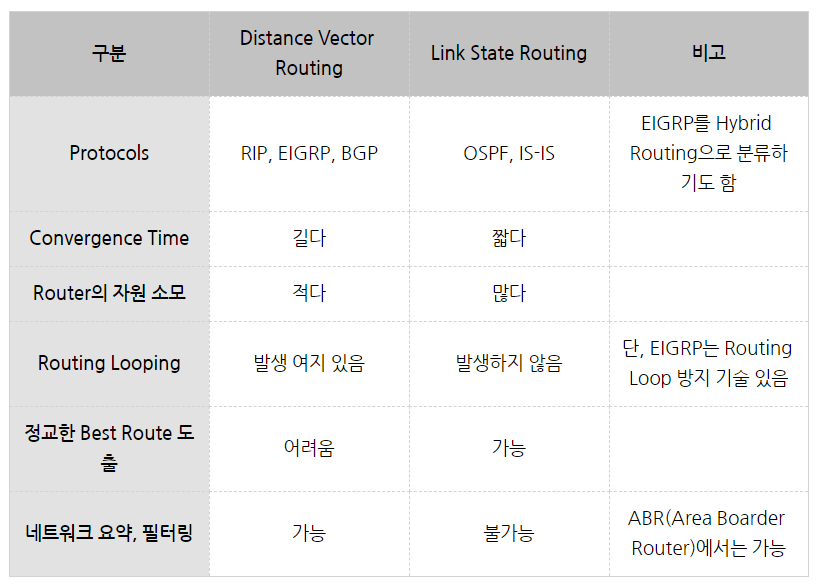 구분
Distance Vector
Routing
Link State Routing
비고
Protocols
RIP, EIGRP, BGP
OSPF, IS-IS
EIGRP를 Hybrid
Routing으로 분류하
기도 함
Convergence Time
길다
짧다
Router의 자원 소모
적다
많다
Routing Looping
발생 여지 있음
발생하지 않음
단, EIGRP는 Routing
Loop 방지 기술 있음
정교한 Best Route 도
출
어려움
가능
네트워크 요약, 필터링
가능
불가능
ABR(Area Boarder
Router)에서는 가능